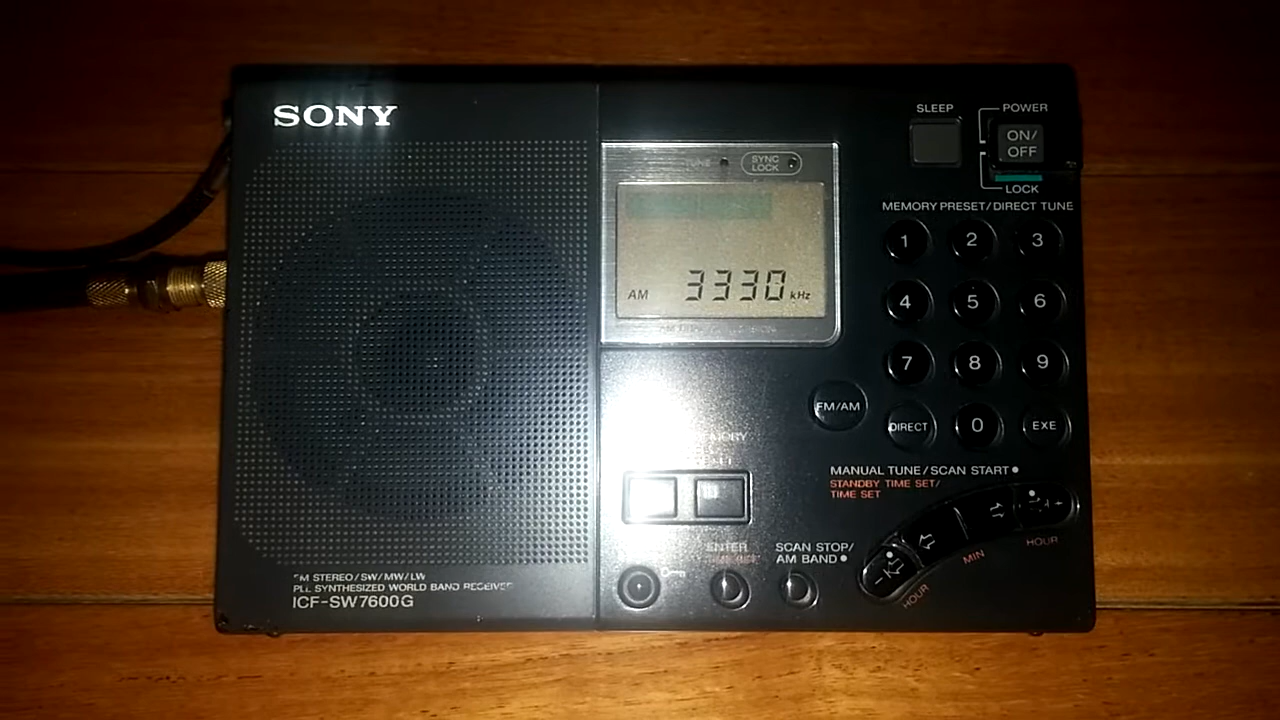 SONY
SLEEP
POWER
ON/
OFF
LOCK
TUNE
SYNC
LOCK
MEMORY PRESET/DIRECT TUNE
1 2 3
AM 3330 kHz
4 5 6
7 8 9
FM/AM
DIRECT 0 EXE
MANUAL TUNE/SCAN START
STANDBY TIME SET/
TIME SET
ENTER
SCAN STOP/
AM BAND
- +
HOUR MIN HOUR
FM STEREO/SW/MW/LW
PLL SYNTHESIZED WORLD BAND RECEIVER
ICF-SW7600G